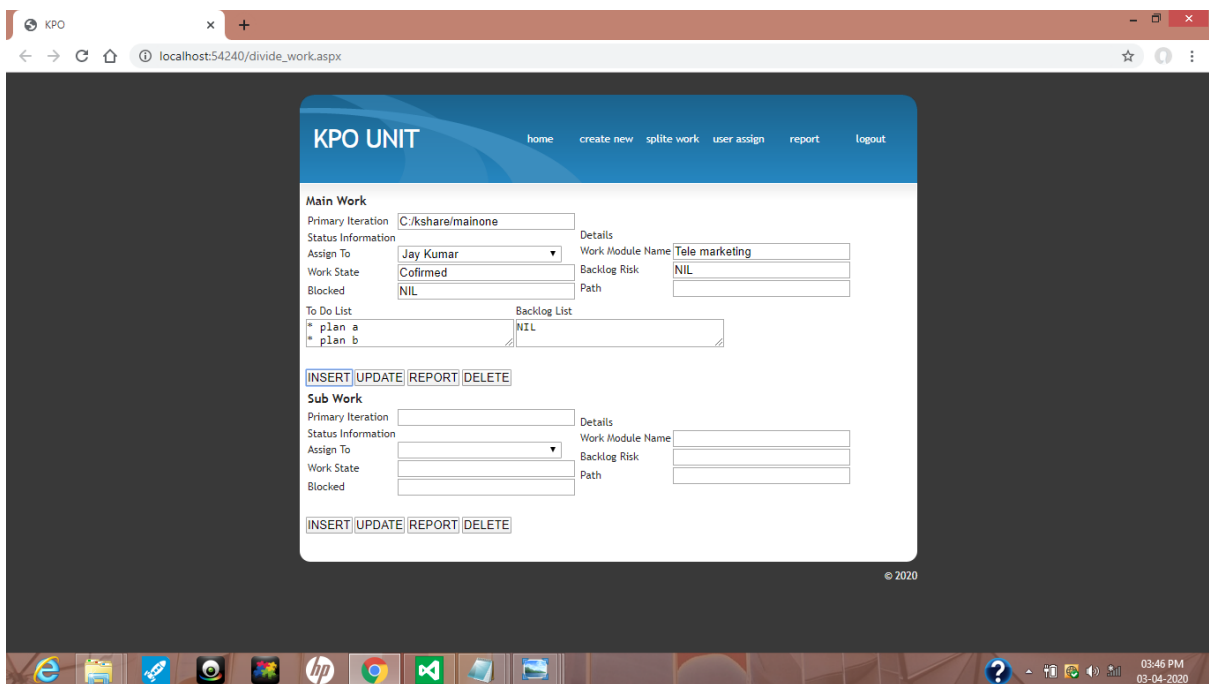 KPO
localhost:54240/divide_work.aspx
KPO UNIT
home create new splite work user assign report logout
Main Work
Primary Iteration C:/kshare/mainone
Status Information Details
Assign To Jay Kumar Work Module Name Tele marketing
Work State Cofirmed Backlog Risk NIL
Blocked NIL Path
To Do List Backlog List
* plan a NIL
* plan b
INSERT UPDATE REPORT DELETE
Sub Work
Primary Iteration Details
Status Information Work Module Name
Assign To Backlog Risk
Work State Path
Blocked
INSERT UPDATE REPORT DELETE
© 2020
hp
03:46 PM
03-04-2020